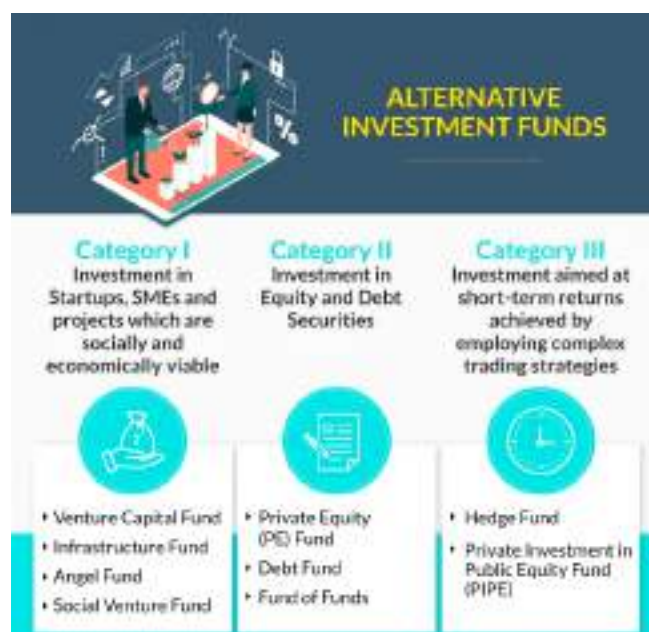 ALTERNATIVE
INVESTMENT FUNDS
%
Category I
Investment in
Startups, SMEs and
projects which are
socially and
economically viable
Venture Capital Fund
Infrastructure Fund
Angel Fund
Social Venture Fund
Category II
Investment in
Equity and Debt
Securities
Private Equity
(PE) Fund
Debt Fund
Fund of Funds
Category III
Investment aimed at
short-term returns
achieved by
employing complex
trading strategies
Hedge Fund
Private Investment in
Public Equity Fund
(PIPE)